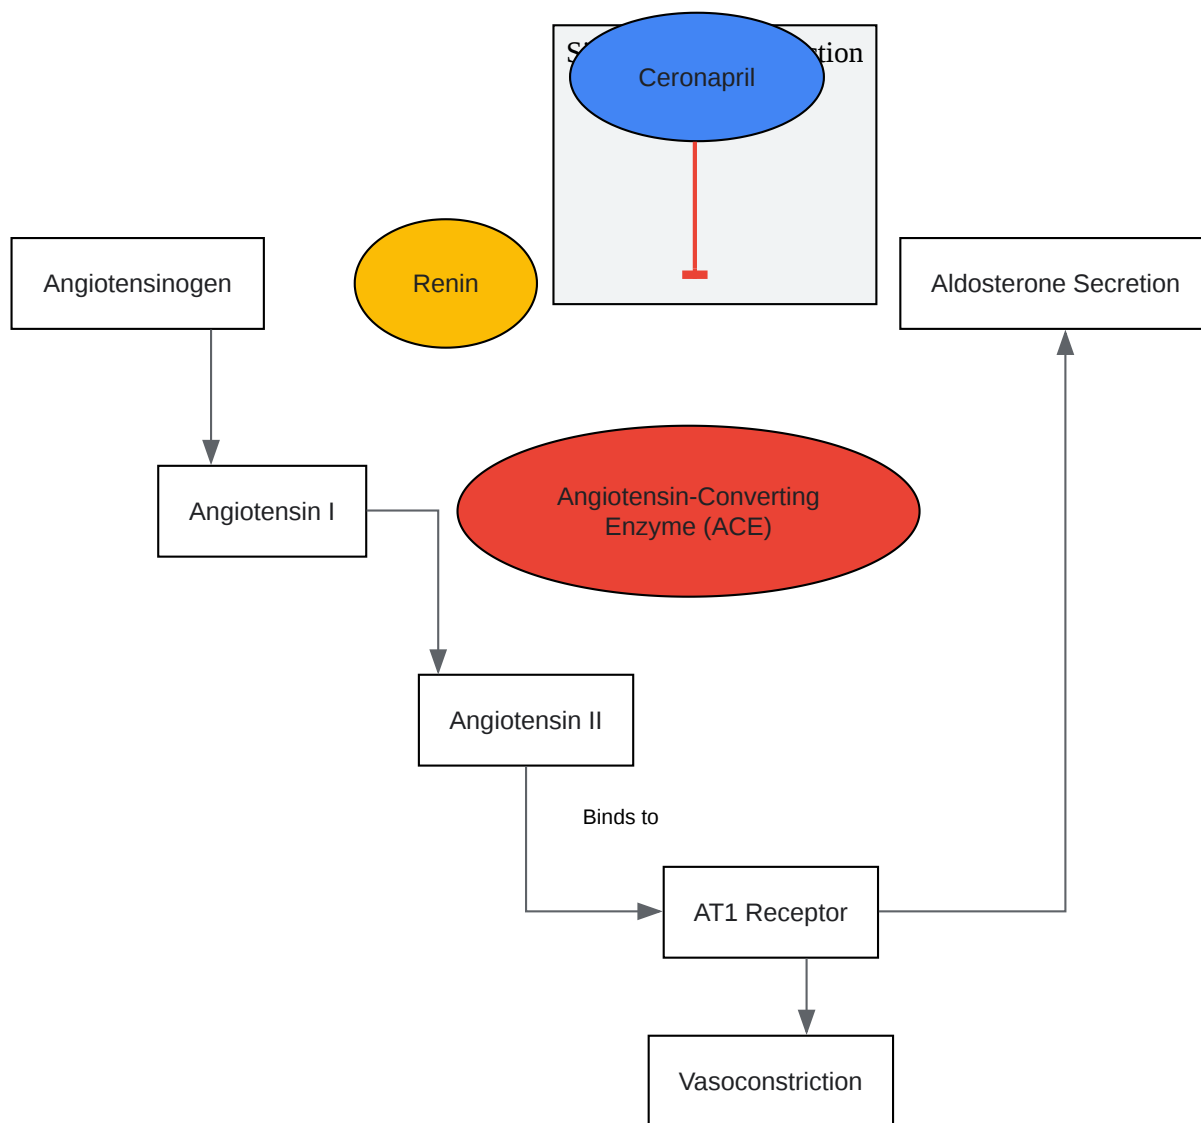 Ceronapril
Angiotensinogen
Renin
Aldosterone Secretion
Angiotensin I
Angiotensin-Converting
Enzyme (ACE)
Angiotensin II
Binds to
AT1 Receptor
Vasoconstriction